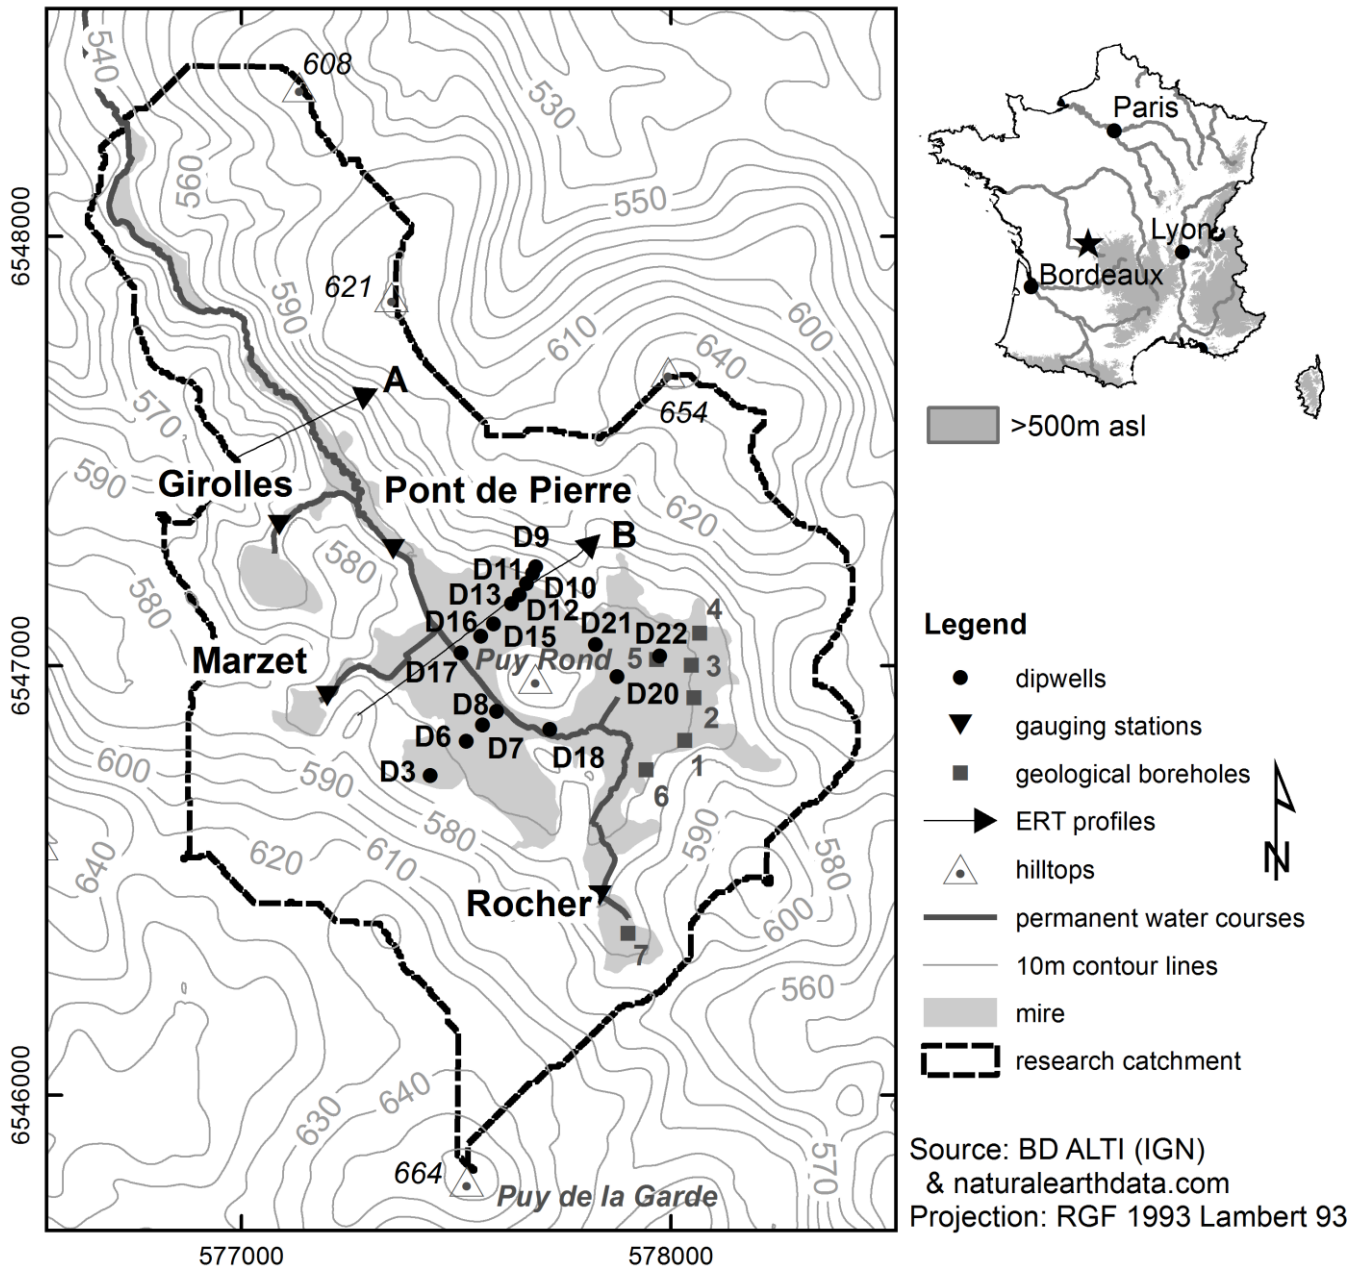 540
608
530
560
550
6548000
621
590
610
600
640
A
654
570
590
Girolles
Pont de Pierre
620
D9
B
D11
580
D10
580
D13
D12
4
D16
D21
D15
D22
6547000
Marzet
Puy Rond
5
3
D17
D20
D8
2
D6
D7
D18
1
600
D3
590
6
580
590
640
620
610
580
Rocher
600
7
560
6546000
640
630
570
664
Puy de la Garde
577000
578000
Paris
Lyon
Bordeaux
>500m asl
Legend
dipwells
gauging stations
geological boreholes
ERT profiles
hilltops
permanent water courses
10m contour lines
mire
research catchment
N
Source: BD ALTI (IGN)
& naturalearthdata.com
Projection: RGF 1993 Lambert 93